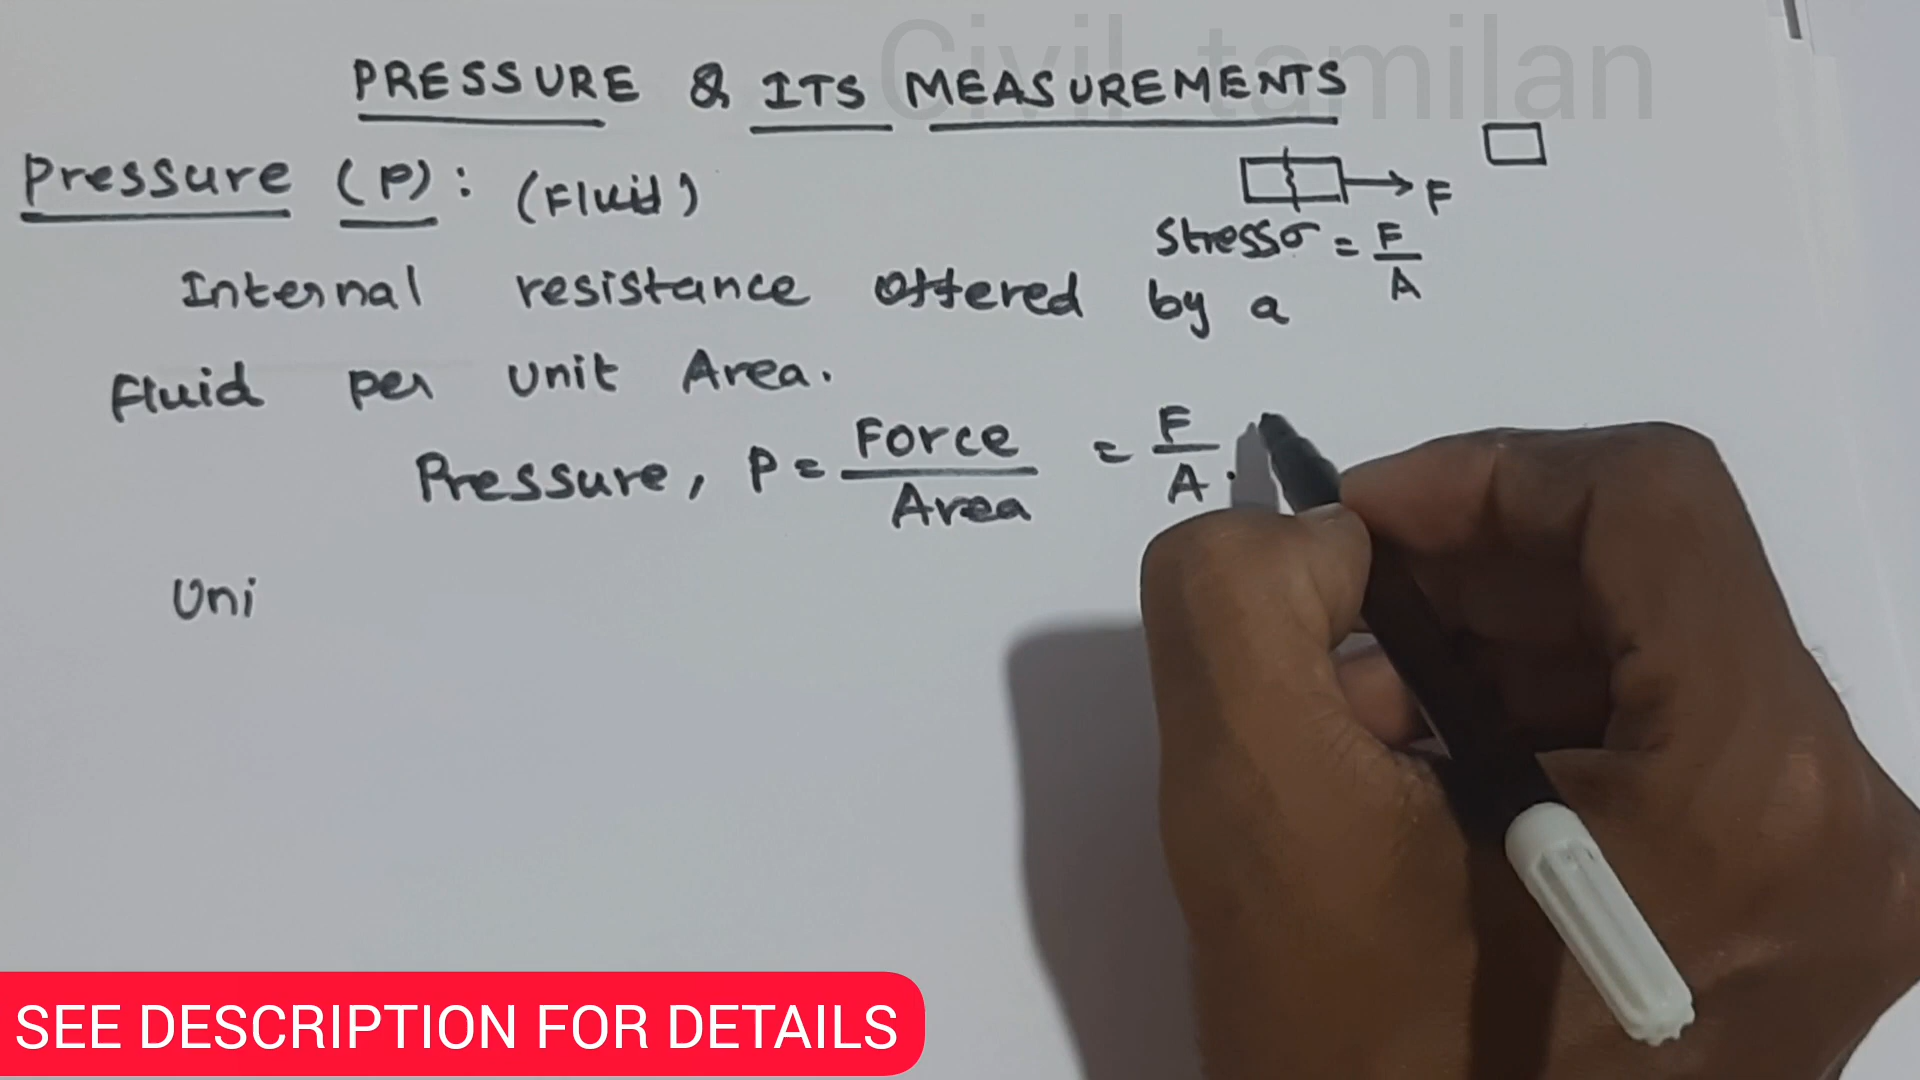 Civil tamilan
PRESSURE & ITS MEASUREMENTS
Pressure (P): (Fluid)
F
Stress σ = F/A
Internal resistance offered by a
fluid per unit Area.
Pressure, P = Force/Area = F/A.
Uni
SEE DESCRIPTION FOR DETAILS